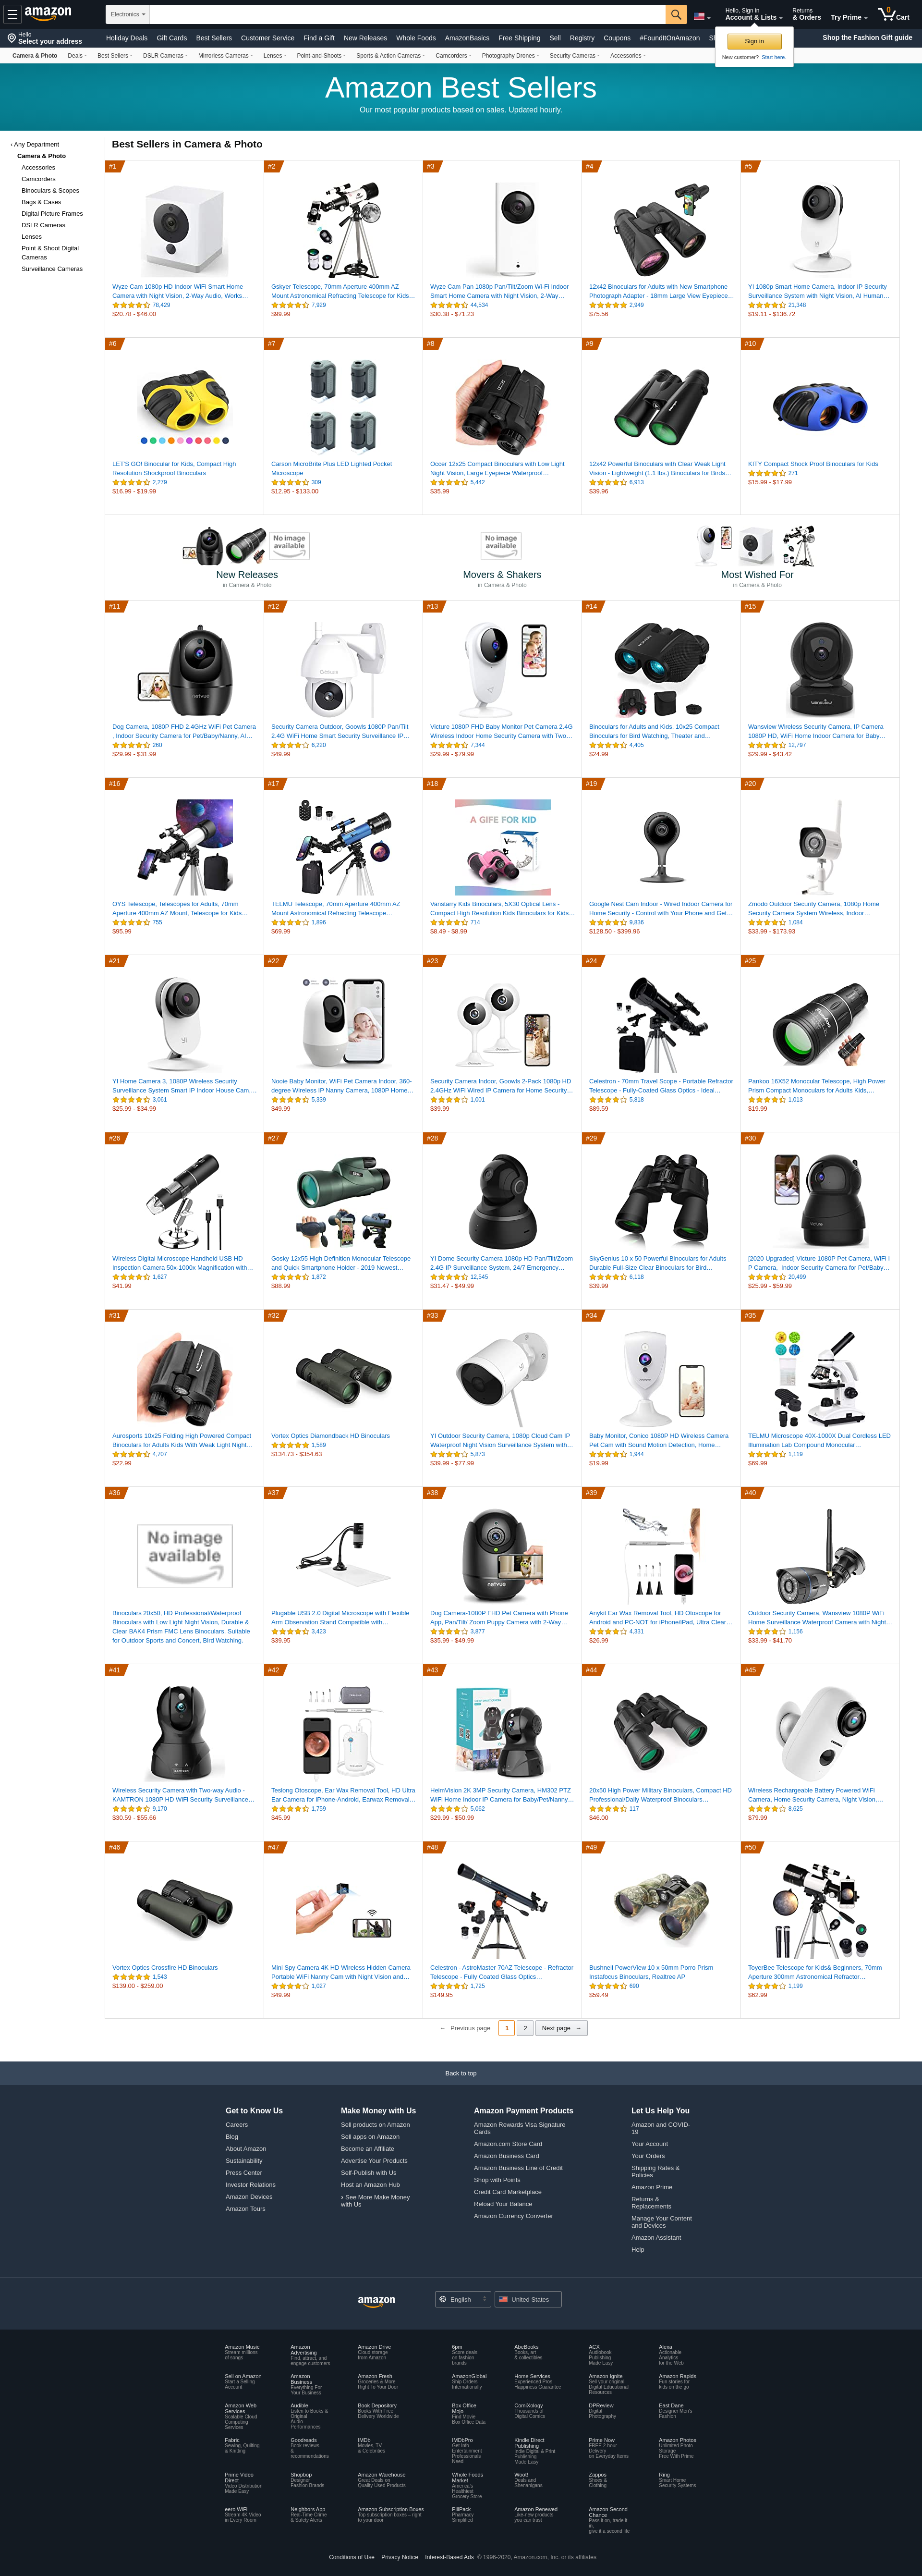 amazon
Electronics
Hello, Sign in
Account & Lists
Returns
& Orders
Try Prime
0
Cart
Hello
Select your address
Holiday Deals
Gift Cards
Best Sellers
Customer Service
Find a Gift
New Releases
Whole Foods
AmazonBasics
Free Shipping
Sell
Registry
Coupons
#FoundItOnAmazon
Shop the Fashion Gift guide
Sign in
New customer? Start here.
Camera & Photo
Deals
Best Sellers
DSLR Cameras
Mirrorless Cameras
Lenses
Point-and-Shoots
Sports & Action Cameras
Camcorders
Photography Drones
Security Cameras
Accessories
Amazon Best Sellers
Our most popular products based on sales. Updated hourly.
‹ Any Department
Camera & Photo
Accessories
Camcorders
Binoculars & Scopes
Bags & Cases
Digital Picture Frames
DSLR Cameras
Lenses
Point & Shoot Digital
Cameras
Surveillance Cameras
Best Sellers in Camera & Photo
#1
Wyze Cam 1080p HD Indoor WiFi Smart Home
Camera with Night Vision, 2-Way Audio, Works…
78,429
$20.78 - $46.00
#2
Gskyer Telescope, 70mm Aperture 400mm AZ
Mount Astronomical Refracting Telescope for Kids…
7,929
$99.99
#3
Wyze Cam Pan 1080p Pan/Tilt/Zoom Wi-Fi Indoor
Smart Home Camera with Night Vision, 2-Way…
44,534
$30.38 - $71.23
#4
12x42 Binoculars for Adults with New Smartphone
Photograph Adapter - 18mm Large View Eyepiece…
2,949
$75.56
#5
YI 1080p Smart Home Camera, Indoor IP Security
Surveillance System with Night Vision, AI Human…
21,348
$19.11 - $136.72
#6
LET'S GO! Binocular for Kids, Compact High
Resolution Shockproof Binoculars
2,279
$16.99 - $19.99
#7
Carson MicroBrite Plus LED Lighted Pocket
Microscope
309
$12.95 - $133.00
#8
Occer 12x25 Compact Binoculars with Low Light
Night Vision, Large Eyepiece Waterproof…
5,442
$35.99
#9
12x42 Powerful Binoculars with Clear Weak Light
Vision - Lightweight (1.1 lbs.) Binoculars for Birds…
6,913
$39.96
#10
KITY Compact Shock Proof Binoculars for Kids
271
$15.99 - $17.99
No image
available
New Releases
in Camera & Photo
No image
available
Movers & Shakers
in Camera & Photo
Most Wished For
in Camera & Photo
#11
netvue
Dog Camera, 1080P FHD 2.4GHz WiFi Pet Camera
, Indoor Security Camera for Pet/Baby/Nanny, AI…
260
$29.99 - $31.99
#12
Goowls
Security Camera Outdoor, Goowls 1080P Pan/Tilt
2.4G WiFi Home Smart Security Surveillance IP…
6,220
$49.99
#13
Victure 1080P FHD Baby Monitor Pet Camera 2.4G
Wireless Indoor Home Security Camera with Two…
7,344
$29.99 - $79.99
#14
Binoculars for Adults and Kids, 10x25 Compact
Binoculars for Bird Watching, Theater and…
4,405
$24.99
#15
wansview
Wansview Wireless Security Camera, IP Camera
1080P HD, WiFi Home Indoor Camera for Baby…
12,797
$29.99 - $43.42
#16
OYS Telescope, Telescopes for Adults, 70mm
Aperture 400mm AZ Mount, Telescope for Kids…
755
$95.99
#17
TELMU Telescope, 70mm Aperture 400mm AZ
Mount Astronomical Refracting Telescope…
1,896
$69.99
#18
A GIFE FOR KID
Vanstarry Kids Binoculars, 5X30 Optical Lens -
Compact High Resolution Kids Binoculars for Kids…
714
$8.49 - $8.99
#19
Google Nest Cam Indoor - Wired Indoor Camera for
Home Security - Control with Your Phone and Get…
9,836
$128.50 - $399.96
#20
Zmodo Outdoor Security Camera, 1080p Home
Security Camera System Wireless, Indoor…
1,084
$33.99 - $173.93
#21
YI Home Camera 3, 1080P Wireless Security
Surveillance System Smart IP Indoor House Cam,…
3,061
$25.99 - $34.99
#22
Nooie Baby Monitor, WiFi Pet Camera Indoor, 360-
degree Wireless IP Nanny Camera, 1080P Home…
5,339
$49.99
#23
Security Camera Indoor, Goowls 2-Pack 1080p HD
2.4GHz WiFi Wired IP Camera for Home Security…
1,001
$39.99
#24
Celestron - 70mm Travel Scope - Portable Refractor
Telescope - Fully-Coated Glass Optics - Ideal…
5,818
$89.59
#25
Pankoo 16X52 Monocular Telescope, High Power
Prism Compact Monoculars for Adults Kids,…
1,013
$19.99
#26
Wireless Digital Microscope Handheld USB HD
Inspection Camera 50x-1000x Magnification with…
1,627
$41.99
#27
Gosky 12x55 High Definition Monocular Telescope
and Quick Smartphone Holder - 2019 Newest…
1,872
$88.99
#28
YI Dome Security Camera 1080p HD Pan/Tilt/Zoom
2.4G IP Surveillance System, 24/7 Emergency…
12,545
$31.47 - $49.99
#29
SkyGenius 10 x 50 Powerful Binoculars for Adults
Durable Full-Size Clear Binoculars for Bird…
6,118
$39.99
#30
[2020 Upgraded] Victure 1080P Pet Camera, WiFi I
P Camera, Indoor Security Camera for Pet/Baby…
20,499
$25.99 - $59.99
#31
Aurosports 10x25 Folding High Powered Compact
Binoculars for Adults Kids With Weak Light Night…
4,707
$22.99
#32
Vortex Optics Diamondback HD Binoculars
1,589
$134.73 - $354.63
#33
YI Outdoor Security Camera, 1080p Cloud Cam IP
Waterproof Night Vision Surveillance System with…
5,873
$39.99 - $77.99
#34
Baby Monitor, Conico 1080P HD Wireless Camera
Pet Cam with Sound Motion Detection, Home…
1,944
$19.99
#35
TELMU Microscope 40X-1000X Dual Cordless LED
Illumination Lab Compound Monocular…
1,119
$69.99
#36
No image
available
Binoculars 20x50, HD Professional/Waterproof
Binoculars with Low Light Night Vision, Durable &
Clear BAK4 Prism FMC Lens Binoculars. Suitable
for Outdoor Sports and Concert, Bird Watching.
#37
Plugable USB 2.0 Digital Microscope with Flexible
Arm Observation Stand Compatible with…
3,423
$39.95
#38
netvue
Dog Camera-1080P FHD Pet Camera with Phone
App, Pan/Tilt/ Zoom Puppy Camera with 2-Way…
3,877
$35.99 - $49.99
#39
Anykit Ear Wax Removal Tool, HD Otoscope for
Android and PC-NOT for iPhone/iPad, Ultra Clear…
4,331
$26.99
#40
Outdoor Security Camera, Wansview 1080P WiFi
Home Surveillance Waterproof Camera with Night…
1,156
$33.99 - $41.70
#41
Wireless Security Camera with Two-way Audio -
KAMTRON 1080P HD WiFi Security Surveillance…
9,170
$30.59 - $55.66
#42
Teslong Otoscope, Ear Wax Removal Tool, HD Ultra
Ear Camera for iPhone-Android, Earwax Removal…
1,759
$45.99
#43
HeimVision 2K 3MP Security Camera, HM302 PTZ
WiFi Home Indoor IP Camera for Baby/Pet/Nanny…
5,062
$29.99 - $50.99
#44
20x50 High Power Military Binoculars, Compact HD
Professional/Daily Waterproof Binoculars…
117
$46.00
#45
Wireless Rechargeable Battery Powered WiFi
Camera, Home Security Camera, Night Vision,…
8,625
$79.99
#46
Vortex Optics Crossfire HD Binoculars
1,543
$139.00 - $259.00
#47
Mini Spy Camera 4K HD Wireless Hidden Camera
Portable WiFi Nanny Cam with Night Vision and…
1,027
$49.99
#48
Celestron - AstroMaster 70AZ Telescope - Refractor
Telescope - Fully Coated Glass Optics…
1,725
$149.95
#49
Bushnell PowerView 10 x 50mm Porro Prism
Instafocus Binoculars, Realtree AP
690
$59.49
#50
ToyerBee Telescope for Kids& Beginners, 70mm
Aperture 300mm Astronomical Refractor…
1,199
$62.99
← Previous page
1
2
Next page →
Back to top
Get to Know Us
Careers
Blog
About Amazon
Sustainability
Press Center
Investor Relations
Amazon Devices
Amazon Tours
Make Money with Us
Sell products on Amazon
Sell apps on Amazon
Become an Affiliate
Advertise Your Products
Self-Publish with Us
Host an Amazon Hub
› See More Make Money
with Us
Amazon Payment Products
Amazon Rewards Visa Signature
Cards
Amazon.com Store Card
Amazon Business Card
Amazon Business Line of Credit
Shop with Points
Credit Card Marketplace
Reload Your Balance
Amazon Currency Converter
Let Us Help You
Amazon and COVID-
19
Your Account
Your Orders
Shipping Rates &
Policies
Amazon Prime
Returns &
Replacements
Manage Your Content
and Devices
Amazon Assistant
Help
amazon
English
United States
Amazon Music
Stream millions
of songs
Amazon
Advertising
Find, attract, and
engage customers
Amazon Drive
Cloud storage
from Amazon
6pm
Score deals
on fashion
brands
AbeBooks
Books, art
& collectibles
ACX
Audiobook
Publishing
Made Easy
Alexa
Actionable
Analytics
for the Web
Sell on Amazon
Start a Selling
Account
Amazon
Business
Everything For
Your Business
Amazon Fresh
Groceries & More
Right To Your Door
AmazonGlobal
Ship Orders
Internationally
Home Services
Experienced Pros
Happiness Guarantee
Amazon Ignite
Sell your original
Digital Educational
Resources
Amazon Rapids
Fun stories for
kids on the go
Amazon Web
Services
Scalable Cloud
Computing
Services
Audible
Listen to Books &
Original
Audio
Performances
Book Depository
Books With Free
Delivery Worldwide
Box Office
Mojo
Find Movie
Box Office Data
ComiXology
Thousands of
Digital Comics
DPReview
Digital
Photography
East Dane
Designer Men's
Fashion
Fabric
Sewing, Quilting
& Knitting
Goodreads
Book reviews
&
recommendations
IMDb
Movies, TV
& Celebrities
IMDbPro
Get Info
Entertainment
Professionals
Need
Kindle Direct
Publishing
Indie Digital & Print
Publishing
Made Easy
Prime Now
FREE 2-hour
Delivery
on Everyday Items
Amazon Photos
Unlimited Photo
Storage
Free With Prime
Prime Video
Direct
Video Distribution
Made Easy
Shopbop
Designer
Fashion Brands
Amazon Warehouse
Great Deals on
Quality Used Products
Whole Foods
Market
America's
Healthiest
Grocery Store
Woot!
Deals and
Shenanigans
Zappos
Shoes &
Clothing
Ring
Smart Home
Security Systems
eero WiFi
Stream 4K Video
in Every Room
Neighbors App
Real-Time Crime
& Safety Alerts
Amazon Subscription Boxes
Top subscription boxes – right
to your door
PillPack
Pharmacy
Simplified
Amazon Renewed
Like-new products
you can trust
Amazon Second
Chance
Pass it on, trade it
in,
give it a second life
Conditions of Use
Privacy Notice
Interest-Based Ads
© 1996-2020, Amazon.com, Inc. or its affiliates